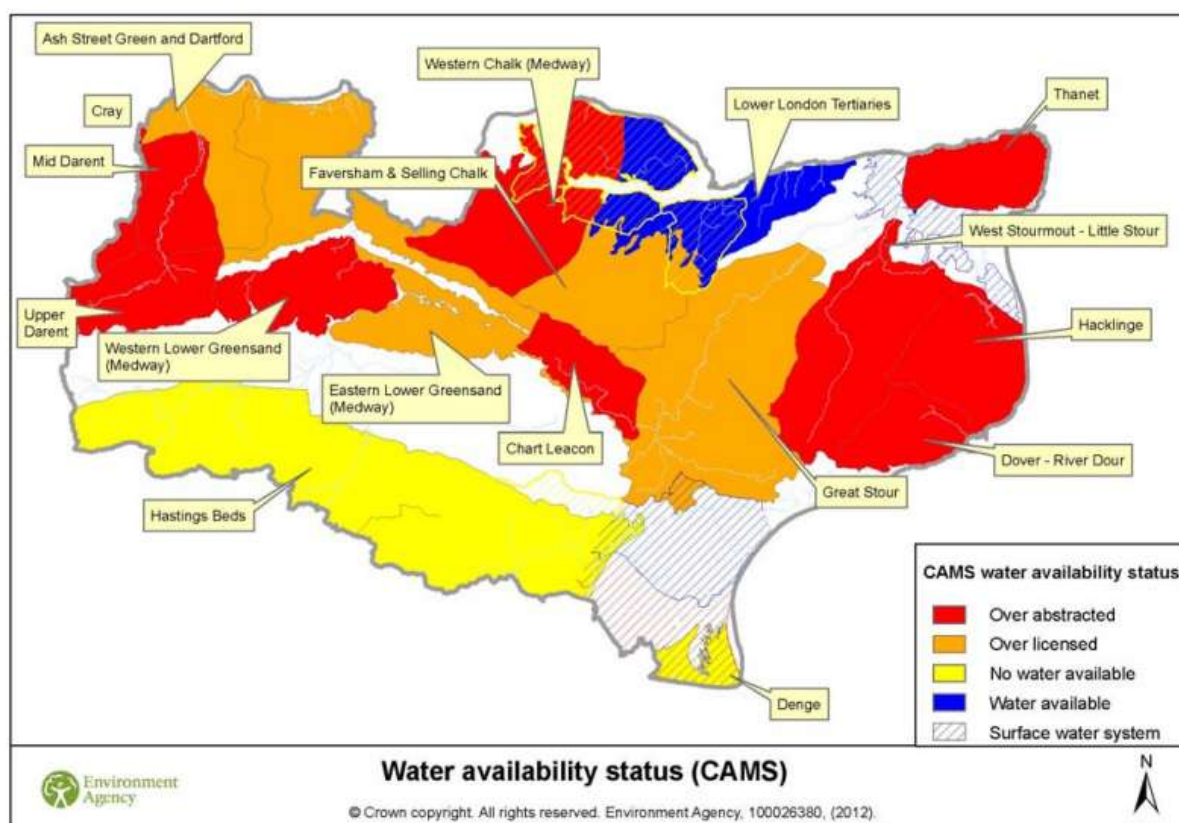 Ash Street Green and Dartford
Western Chalk (Medway)
Lower London Tertiaries
Thanet
Cray
Mid Darent
Faversham & Selling Chalk
West Stourmout - Little Stour
Upper
Darent
Western Lower Greensand
(Medway)
Eastern Lower Greensand
(Medway)
Hacklinge
Chart Leacon
Dover - River Dour
Great Stour
Hastings Beds
Denge
CAMS water availability status
Over abstracted
Over licensed
No water available
Water available
Surface water system
Environment
Agency
Water availability status (CAMS)
© Crown copyright. All rights reserved. Environment Agency, 100026380, (2012).
N